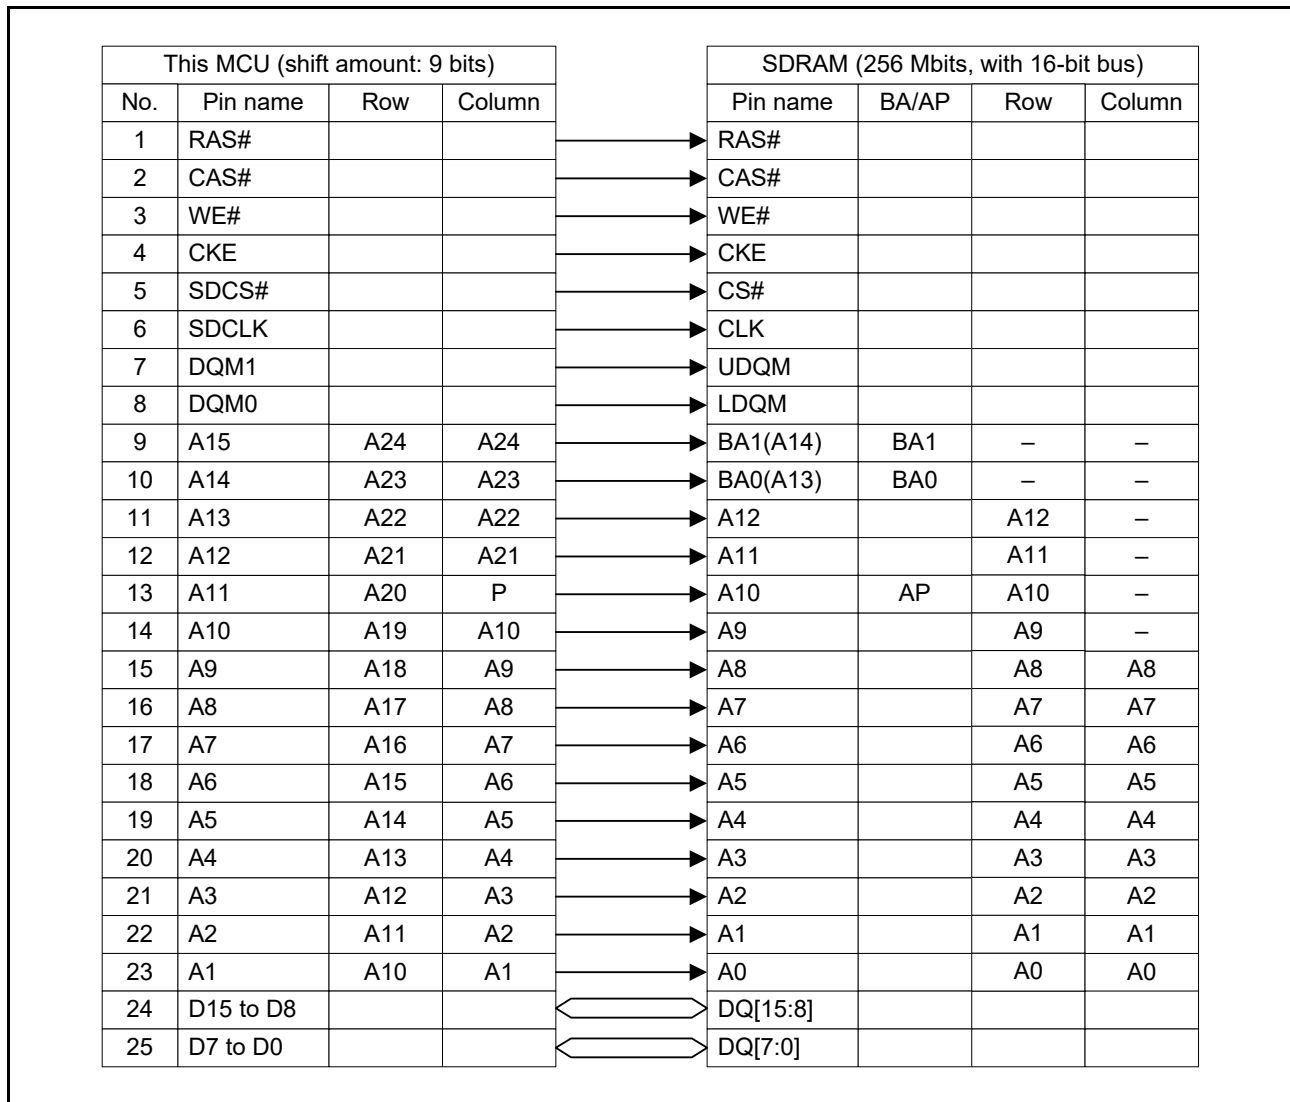 This MCU (shift amount: 9 bits) SDRAM (256 Mbits, with 16-bit bus)
No. Pin name Row Column Pin name BA/AP Row Column
1 RAS# RAS#
2 CAS# CAS#
3 WE# WE#
4 CKE CKE
5 SDCS# CS#
6 SDCLK CLK
7 DQM1 UDQM
8 DQM0 LDQM
9 A15 A24 A24 BA1(A14) BA1 – –
10 A14 A23 A23 BA0(A13) BA0 – –
11 A13 A22 A22 A12 A12 –
12 A12 A21 A21 A11 A11 –
13 A11 A20 P A10 AP A10 –
14 A10 A19 A10 A9 A9 –
15 A9 A18 A9 A8 A8 A8
16 A8 A17 A8 A7 A7 A7
17 A7 A16 A7 A6 A6 A6
18 A6 A15 A6 A5 A5 A5
19 A5 A14 A5 A4 A4 A4
20 A4 A13 A4 A3 A3 A3
21 A3 A12 A3 A2 A2 A2
22 A2 A11 A2 A1 A1 A1
23 A1 A10 A1 A0 A0 A0
24 D15 to D8 DQ[15:8]
25 D7 to D0 DQ[7:0]